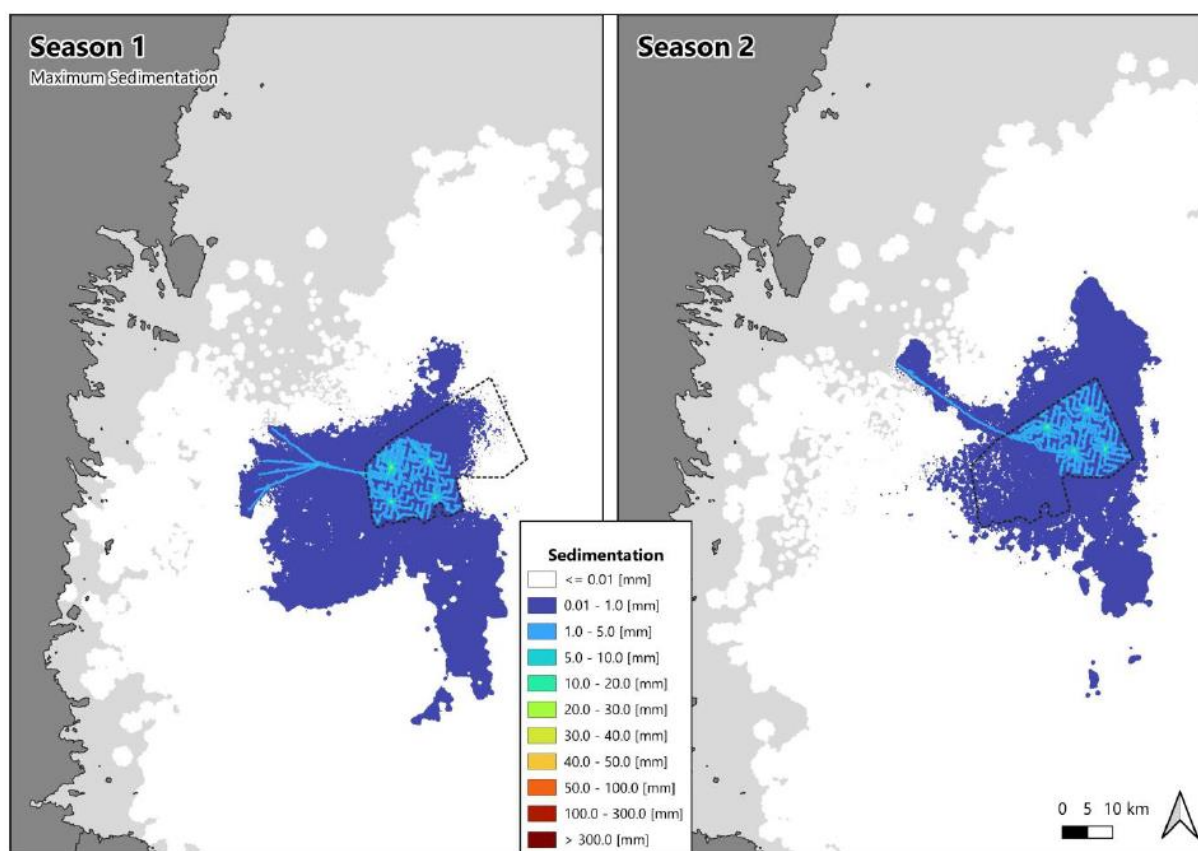 Season 1
Maximum Sedimentation
Season 2
Sedimentation
<= 0.01 [mm]
0.01 - 1.0 [mm]
1.0 - 5.0 [mm]
5.0 - 10.0 [mm]
10.0 - 20.0 [mm]
20.0 - 30.0 [mm]
30.0 - 40.0 [mm]
40.0 - 50.0 [mm]
50.0 - 100.0 [mm]
100.0 - 300.0 [mm]
> 300.0 [mm]
0 5 10 km